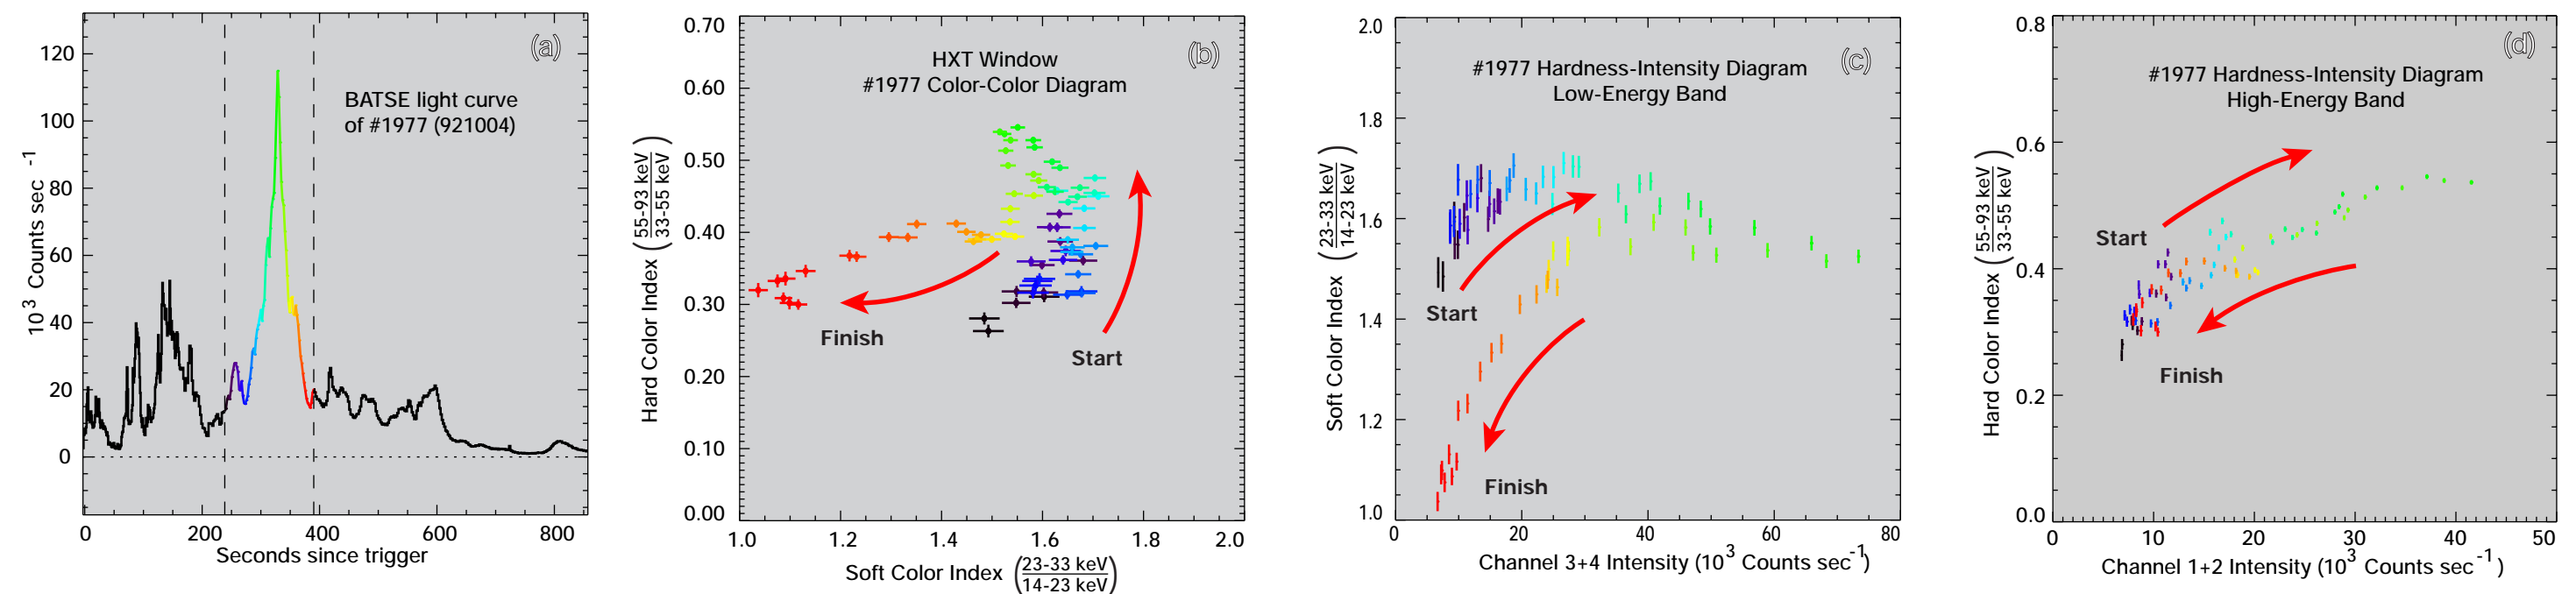 (a)
BATSE light curve
of #1977 (921004)
10³ Counts sec⁻¹
120
100
80
60
40
20
0
0 200 400 600 800
Seconds since trigger
(b)
HXT Window
#1977 Color-Color Diagram
Hard Color Index (55-93 keV / 33-55 keV)
0.70
0.60
0.50
0.40
0.30
0.20
0.10
0.00
Finish
Start
1.0 1.2 1.4 1.6 1.8 2.0
Soft Color Index (23-33 keV / 14-23 keV)
(c)
#1977 Hardness-Intensity Diagram
Low-Energy Band
Soft Color Index (23-33 keV / 14-23 keV)
2.0
1.8
1.6
1.4
1.2
1.0
Start
Finish
0 20 40 60 80
Channel 3+4 Intensity (10³ Counts sec⁻¹)
(d)
#1977 Hardness-Intensity Diagram
High-Energy Band
Hard Color Index (55-93 keV / 33-55 keV)
0.8
0.6
0.4
0.2
0.0
Start
Finish
0 10 20 30 40 50
Channel 1+2 Intensity (10³ Counts sec⁻¹)